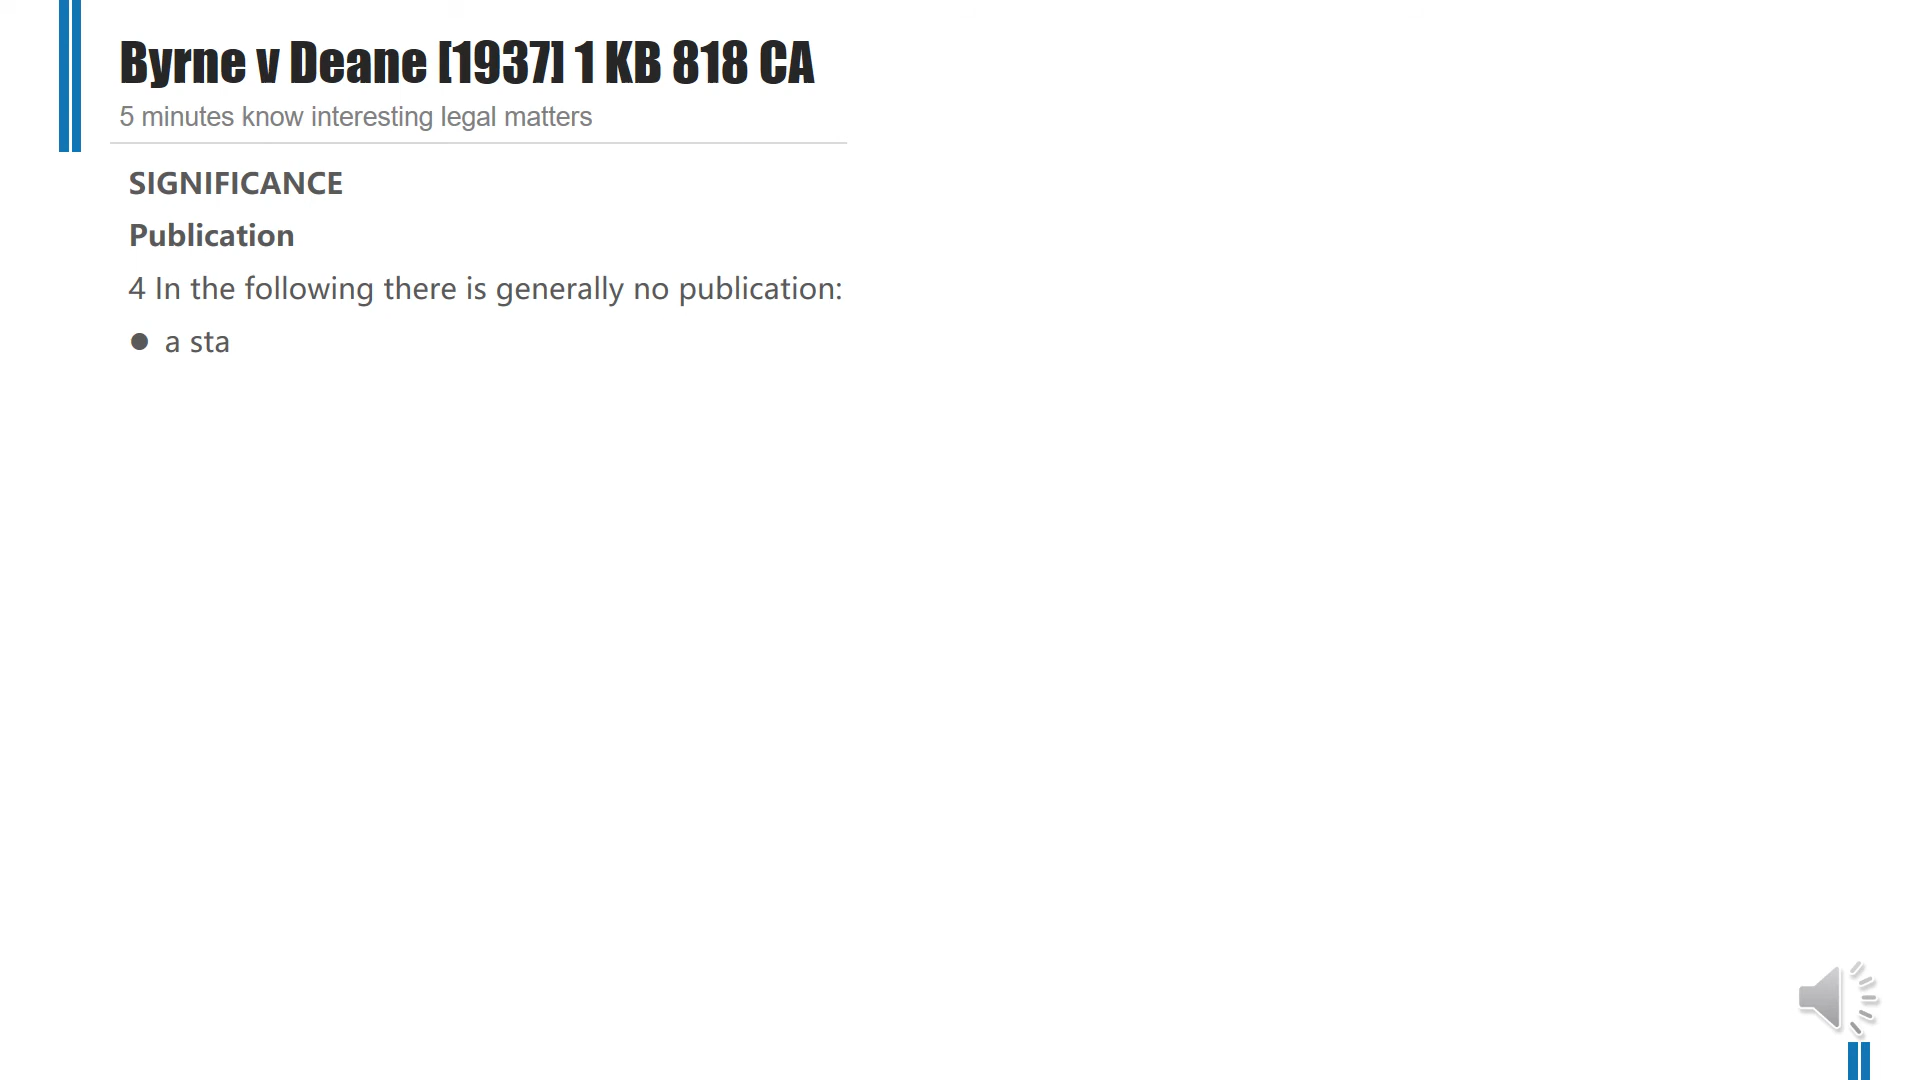 Byrne v Deane [1937] 1 KB 818 CA
5 minutes know interesting legal matters
SIGNIFICANCE
Publication
4 In the following there is generally no publication:
● a sta